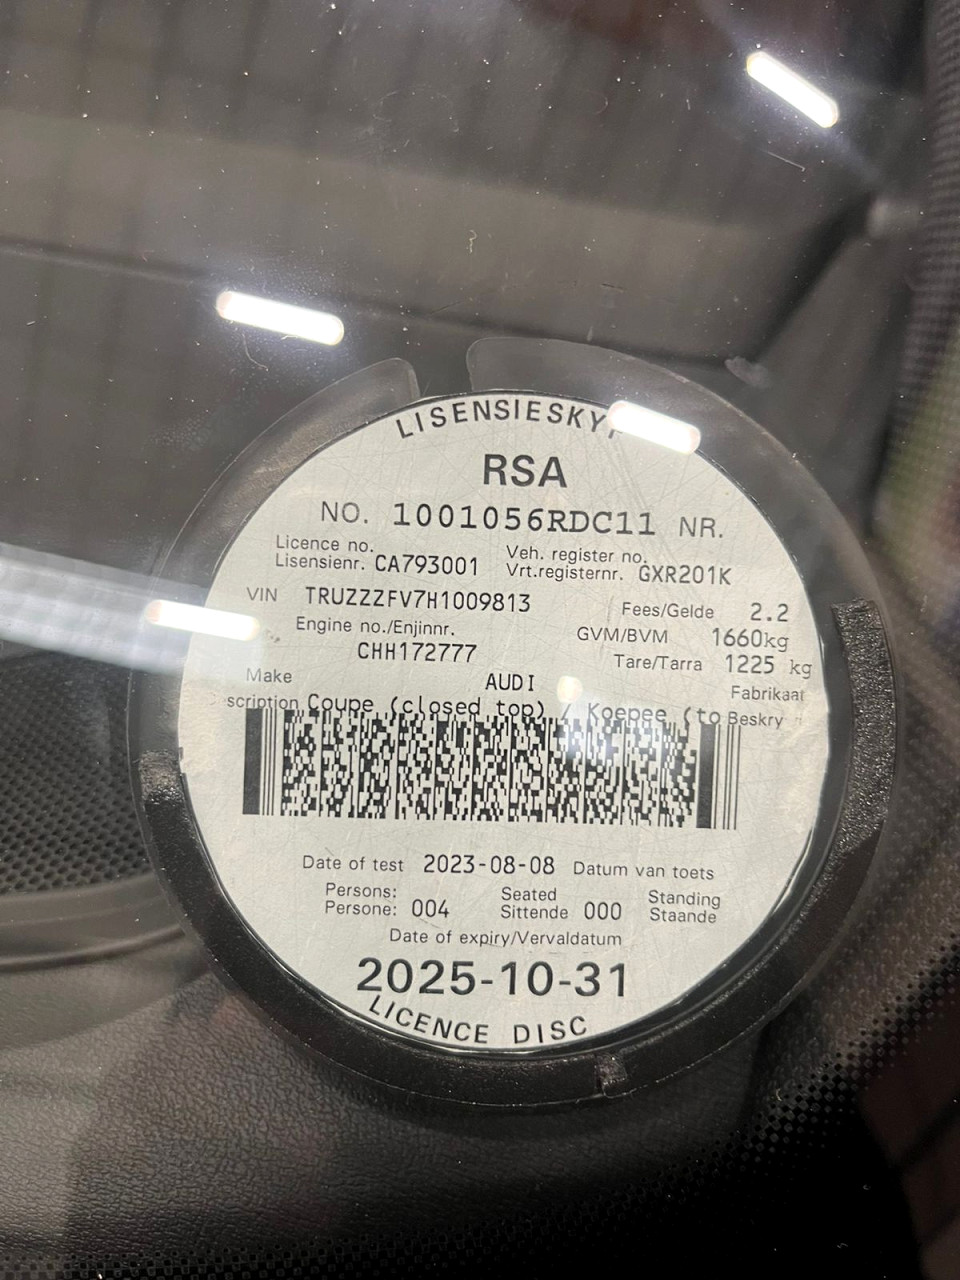 LISENSIESKY
RSA
NO. 1001056RDC11 NR.
Licence no.
Lisensienr. CA793001
Veh. register no.
Vrt.registernr. GXR201K
VIN TRUZZZFV7H1009813
Fees/Gelde 2.2
Engine no./Enjinnr.
CHH172777
GVM/BVM 1660kg
Tare/Tarra 1225 kg
Make AUDI Fabrikaat
scription Coupe (closed top) / Koepee (to Beskry
Date of test 2023-08-08 Datum van toets
Persons: Seated Standing
Persone: 004 Sittende 000 Staande
Date of expiry/Vervaldatum
2025-10-31
LICENCE DISC